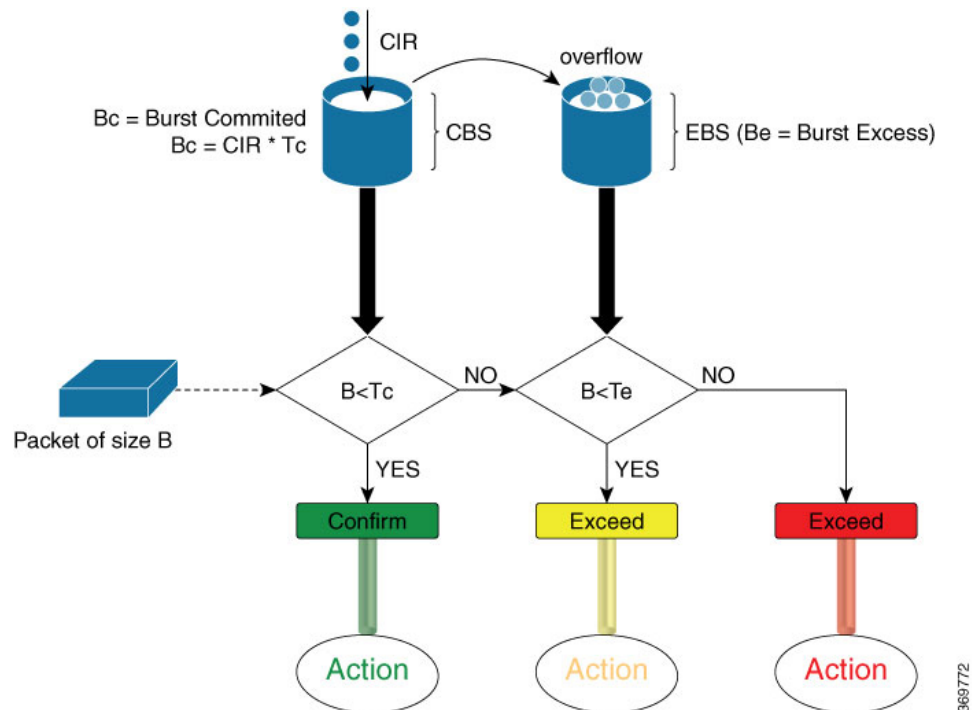 CIR
overflow
Bc = Burst Commited
Bc = CIR * Tc
CBS
EBS (Be = Burst Excess)
B<Tc
NO
B<Te
NO
Packet of size B
YES
YES
Confirm
Exceed
Exceed
Action
Action
Action
369772